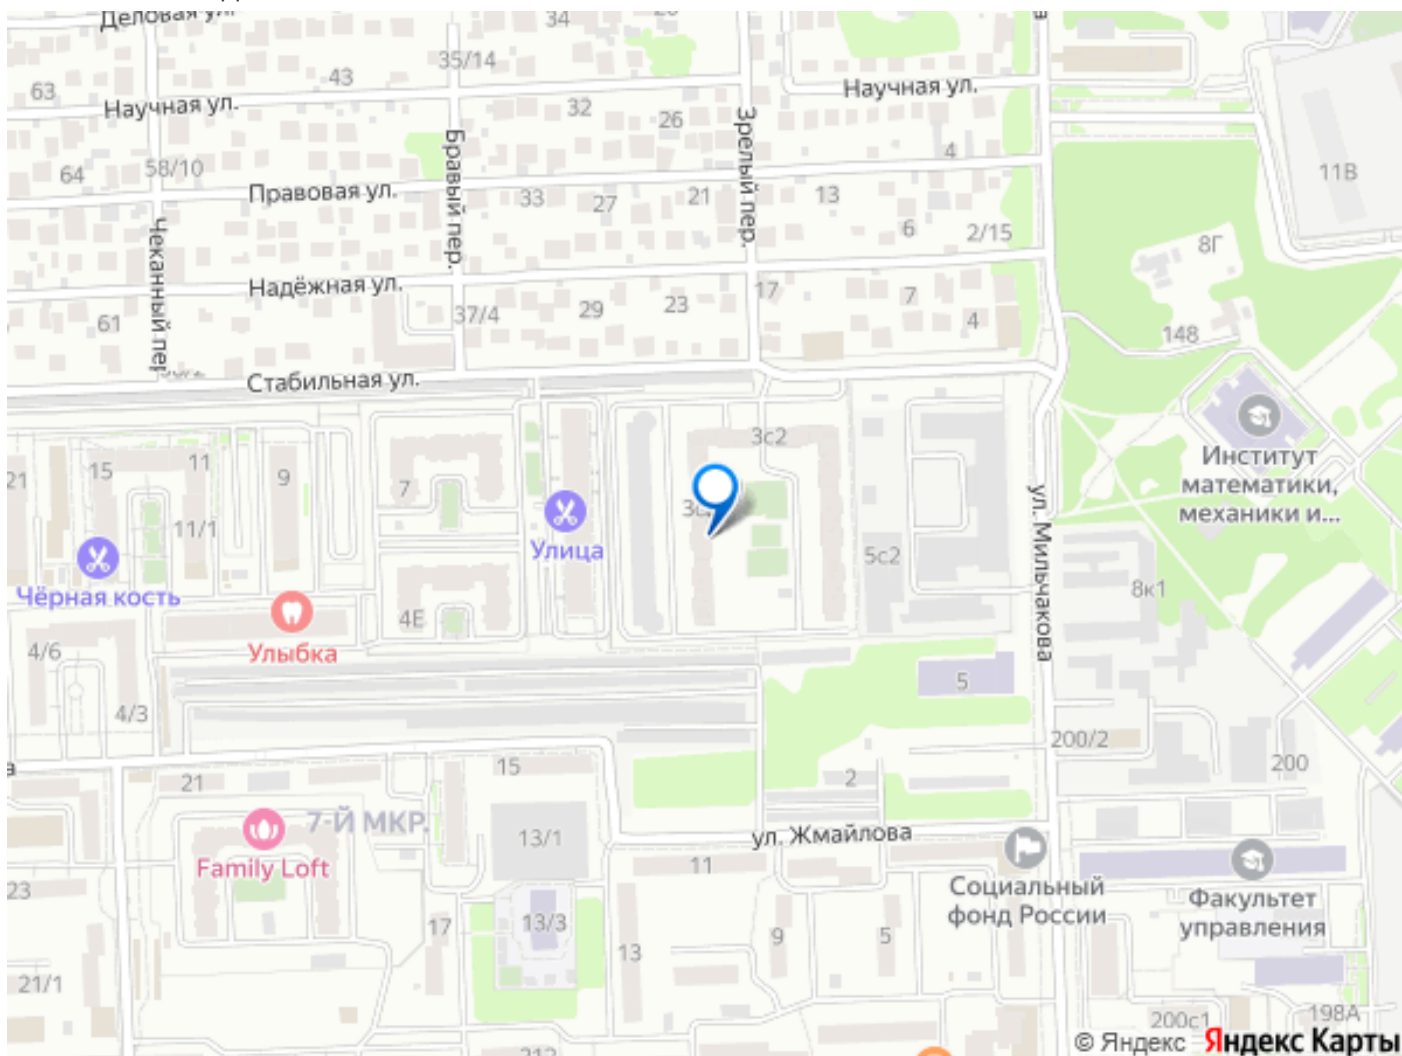 Деловая ул.
34
35/14
43
63
Научная ул.
32
26
Научная ул.
Зрелый пер.
Бравый пер.
4
11В
64
58/10
Правовая ул.
33
27
21
13
6
2/15
8Г
Чеканный пер
Надёжная ул.
61
37/4
29
23
17
7
4
148
Стабильная ул.
3с2
Институт
математики,
механики и...
21
15
11
9
7
11/1
Улица
5с2
ул. Мильчакова
8к1
Чёрная кость
4Е
Улыбка
4/6
4/3
5
200/2
200
21
15
2
7-Й МКР.
13/1
ул. Жмайлова
Family Loft
11
Социальный
фонд России
Факультет
управления
23
17
13/3
13
9
5
21/1
200с1
198А
© Яндекс Яндекс Карты